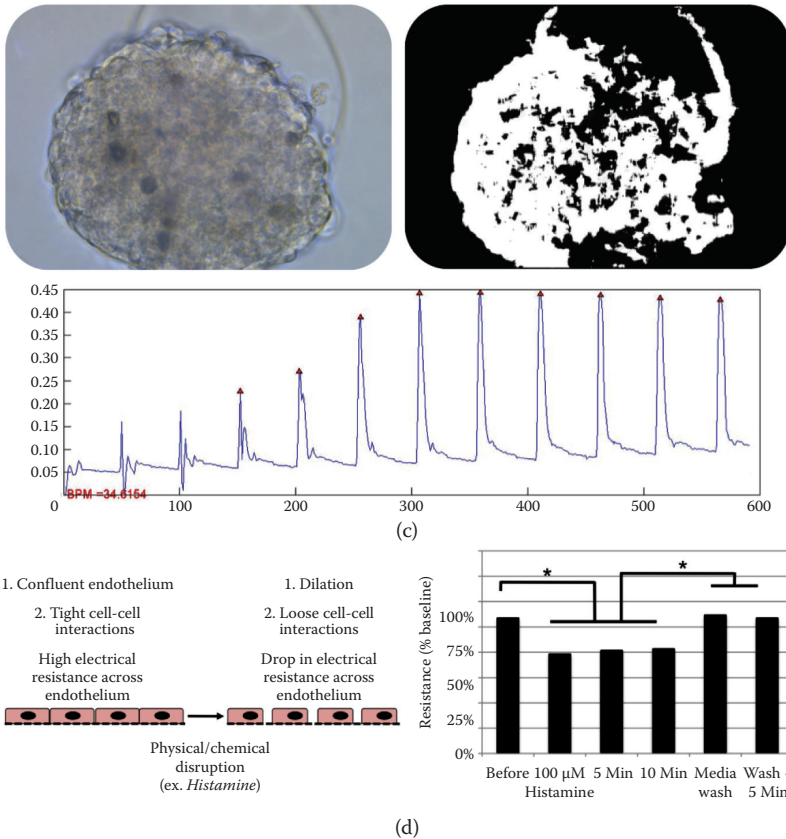 0.45
0.40
0.35
0.30
0.25
0.20
0.15
0.10
0.05
0
BPM =34.6154
100
200
300
400
500
600
(c)
1. Confluent endothelium
2. Tight cell-cell
interactions
High electrical
resistance across
endothelium
1. Dilation
2. Loose cell-cell
interactions
Drop in electrical
resistance across
endothelium
Physical/chemical
disruption
(ex. Histamine)
Resistance (% baseline)
100%
75%
50%
25%
0%
*
*
Before
100 μM
Histamine
5 Min
10 Min
Media
wash
Wash
5 Min
(d)